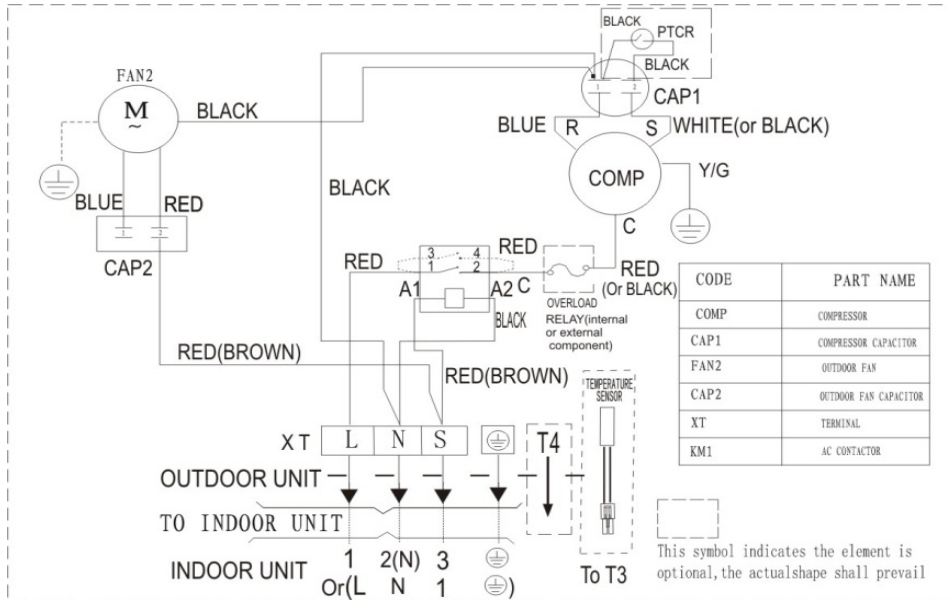 BLACK
PTCR
BLACK
FAN2
M
~
BLACK
1 2
CAP1
BLUE R S WHITE(or BLACK)
COMP
Y/G
BLACK
BLUE RED
1 2
CAP2
C
RED 3 4 RED
1 2
A1 A2 C
RED
(Or BLACK)
OVERLOAD
RELAY(internal
or external
component)
BLACK
RED(BROWN)
RED(BROWN)
CODE PART NAME
COMP COMPRESSOR
CAP1 COMPRESSOR CAPACITOR
FAN2 OUTDOOR FAN
CAP2 OUTDOOR FAN CAPACITOR
XT TERMINAL
KM1 AC CONTACTOR
TEMPERATURE
SENSOR
XT L N S
T4
OUTDOOR UNIT
TO INDOOR UNIT
INDOOR UNIT 1 2(N) 3
Or(L N 1 )
To T3
This symbol indicates the element is
optional,the actualshape shall prevail